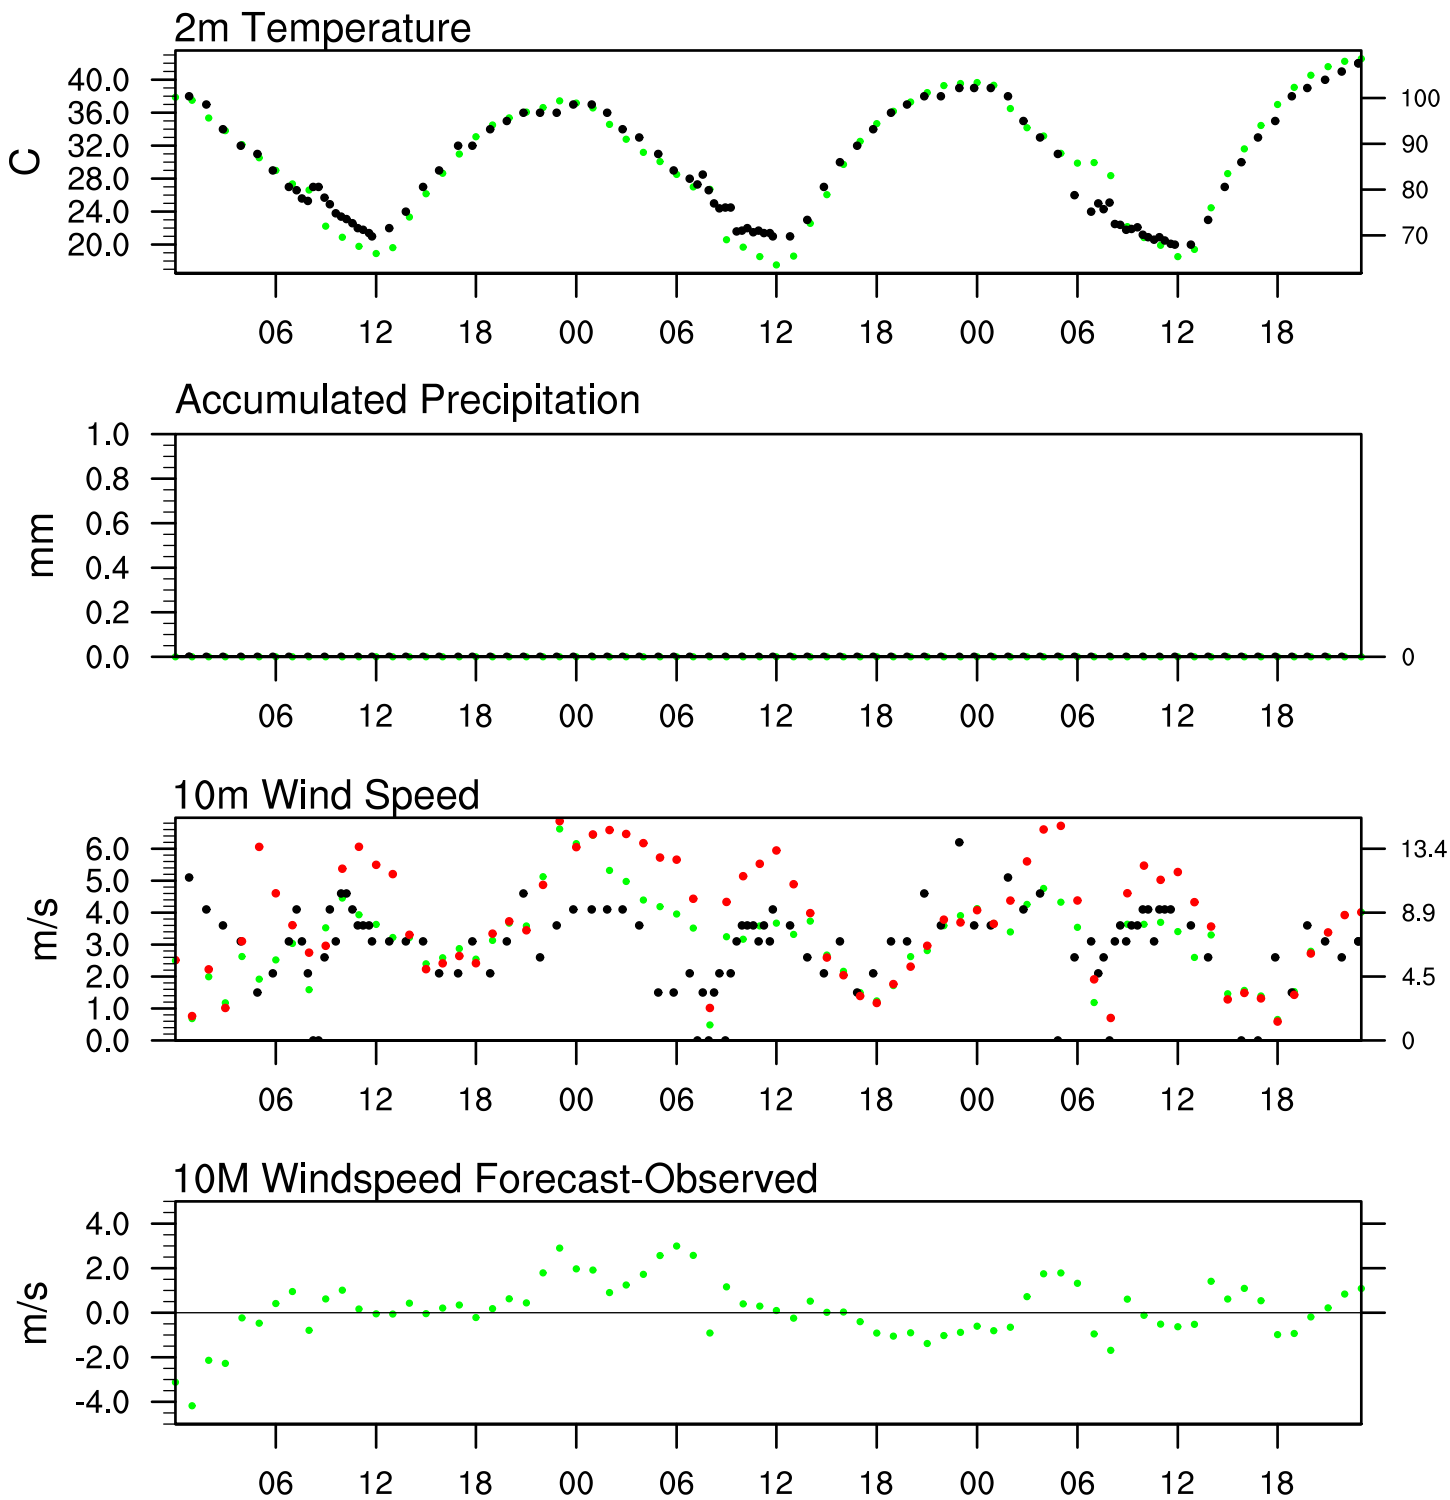 2m Temperature
40.0
36.0
32.0
28.0
24.0
20.0
C
100
90
80
70
06 12 18 00 06 12 18 00 06 12 18
Accumulated Precipitation
1.0
0.8
0.6
0.4
0.2
0.0
mm
0
06 12 18 00 06 12 18 00 06 12 18
10m Wind Speed
6.0
5.0
4.0
3.0
2.0
1.0
0.0
m/s
13.4
8.9
4.5
0
06 12 18 00 06 12 18 00 06 12 18
10M Windspeed Forecast-Observed
4.0
2.0
0.0
-2.0
-4.0
m/s
06 12 18 00 06 12 18 00 06 12 18